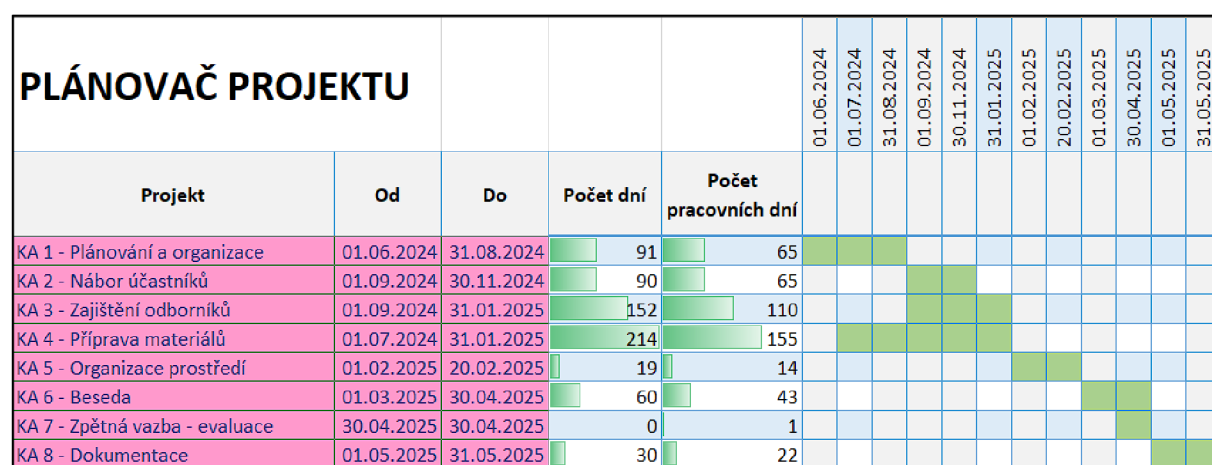 PLÁNOVAČ PROJEKTU
01.06.2024 01.07.2024 31.08.2024 01.09.2024 30.11.2024 31.01.2025 01.02.2025 20.02.2025 01.03.2025 30.04.2025 01.05.2025 31.05.2025
Projekt Od Do Počet dní Počet pracovních dní
KA 1 - Plánování a organizace 01.06.2024 31.08.2024 91 65
KA 2 - Nábor účastníků 01.09.2024 30.11.2024 90 65
KA 3 - Zajištění odborníků 01.09.2024 31.01.2025 152 110
KA 4 - Příprava materiálů 01.07.2024 31.01.2025 214 155
KA 5 - Organizace prostředí 01.02.2025 20.02.2025 19 14
KA 6 - Beseda 01.03.2025 30.04.2025 60 43
KA 7 - Zpětná vazba - evaluace 30.04.2025 30.04.2025 0 1
KA 8 - Dokumentace 01.05.2025 31.05.2025 30 22